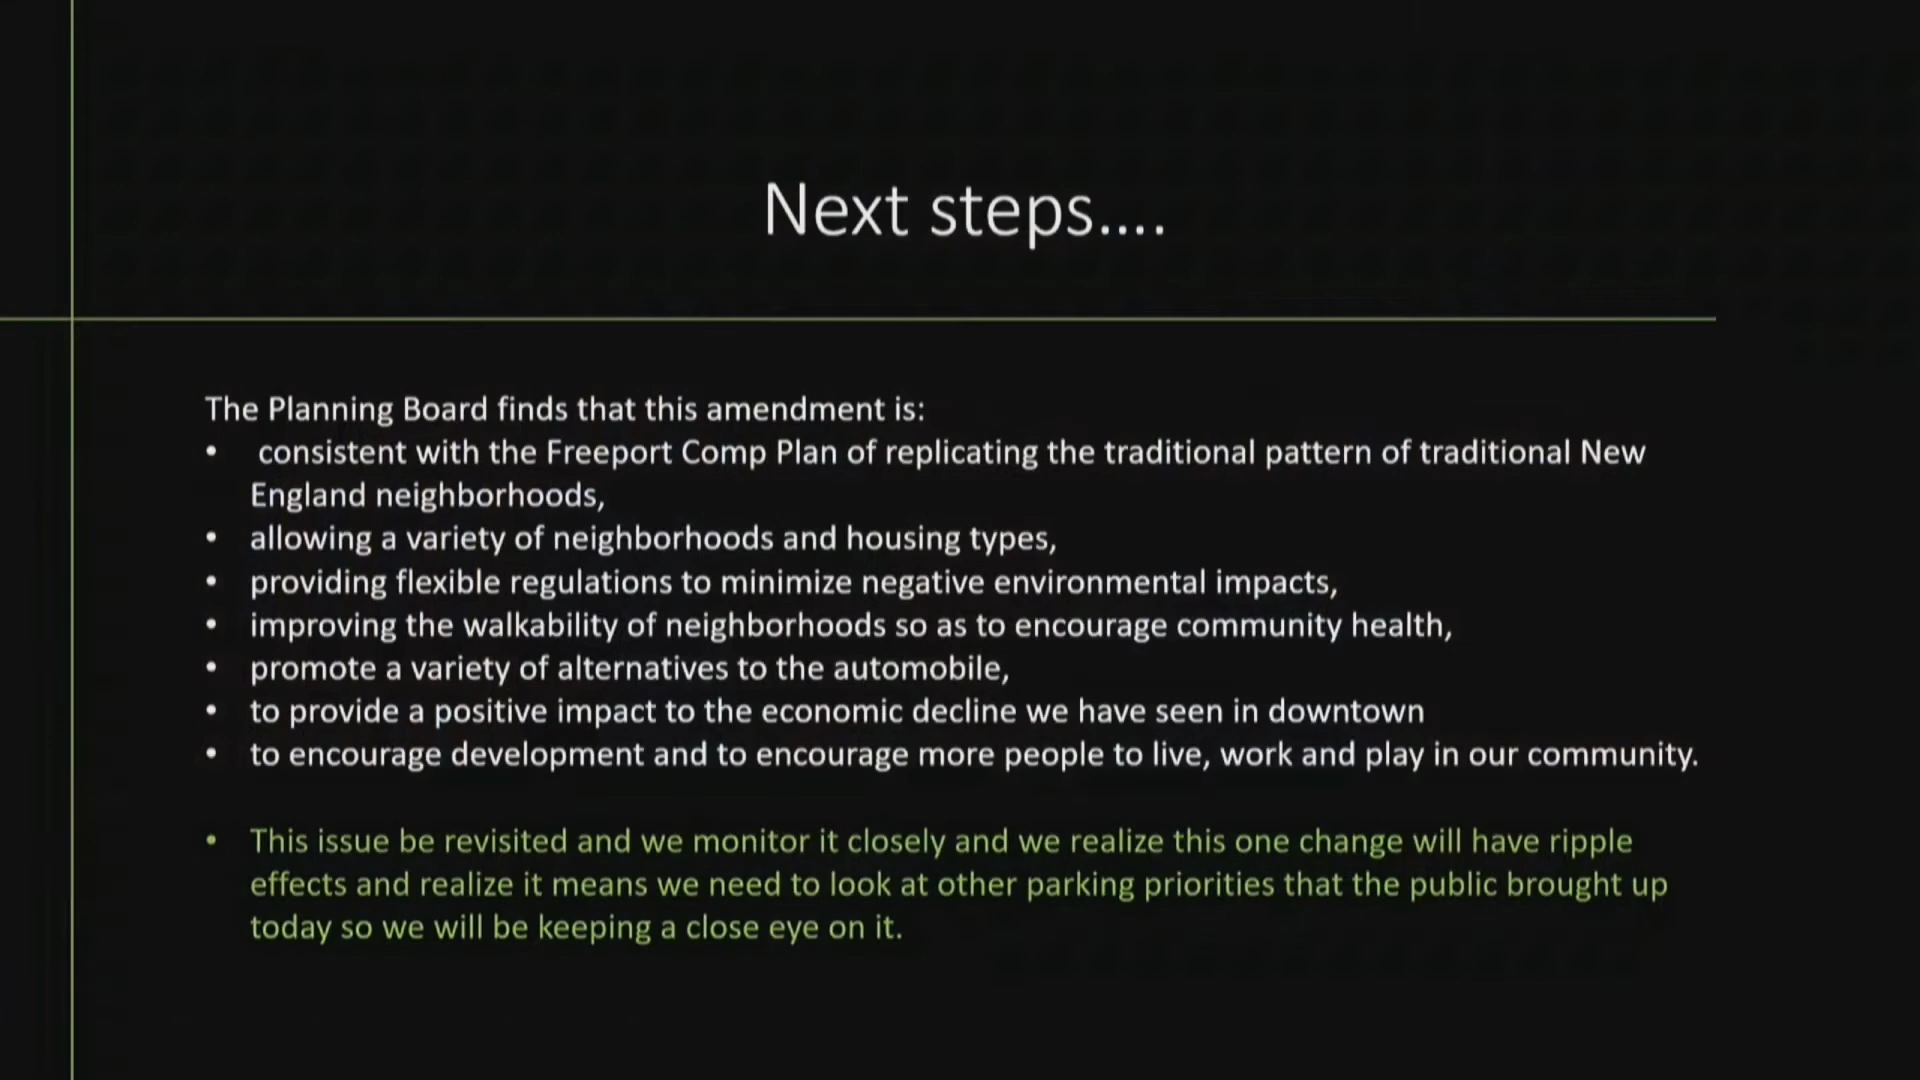 Next steps....
The Planning Board finds that this amendment is:
• consistent with the Freeport Comp Plan of replicating the traditional pattern of traditional New
England neighborhoods,
• allowing a variety of neighborhoods and housing types,
• providing flexible regulations to minimize negative environmental impacts,
• improving the walkability of neighborhoods so as to encourage community health,
• promote a variety of alternatives to the automobile,
• to provide a positive impact to the economic decline we have seen in downtown
• to encourage development and to encourage more people to live, work and play in our community.
• This issue be revisited and we monitor it closely and we realize this one change will have ripple
effects and realize it means we need to look at other parking priorities that the public brought up
today so we will be keeping a close eye on it.